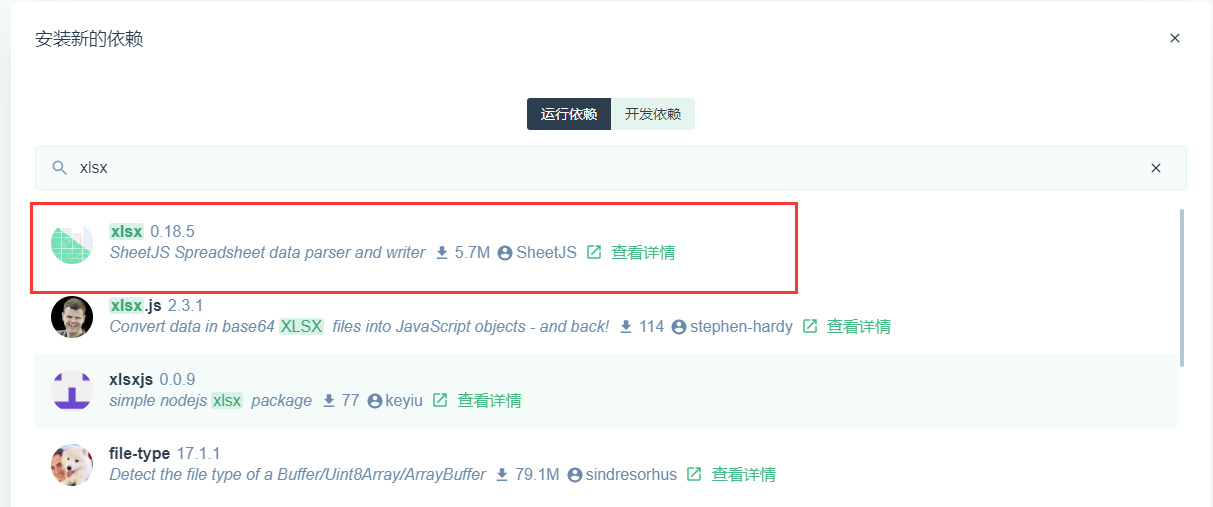 安装新的依赖
运行依赖 开发依赖
xlsx
xlsx 0.18.5
SheetJS Spreadsheet data parser and writer 5.7M SheetJS 查看详情
xlsx.js 2.3.1
Convert data in base64 XLSX files into JavaScript objects - and back! 114 stephen-hardy 查看详情
xlsxjs 0.0.9
simple nodejs xlsx package 77 keyiu 查看详情
file-type 17.1.1
Detect the file type of a Buffer/Uint8Array/ArrayBuffer 79.1M sindresorhus 查看详情